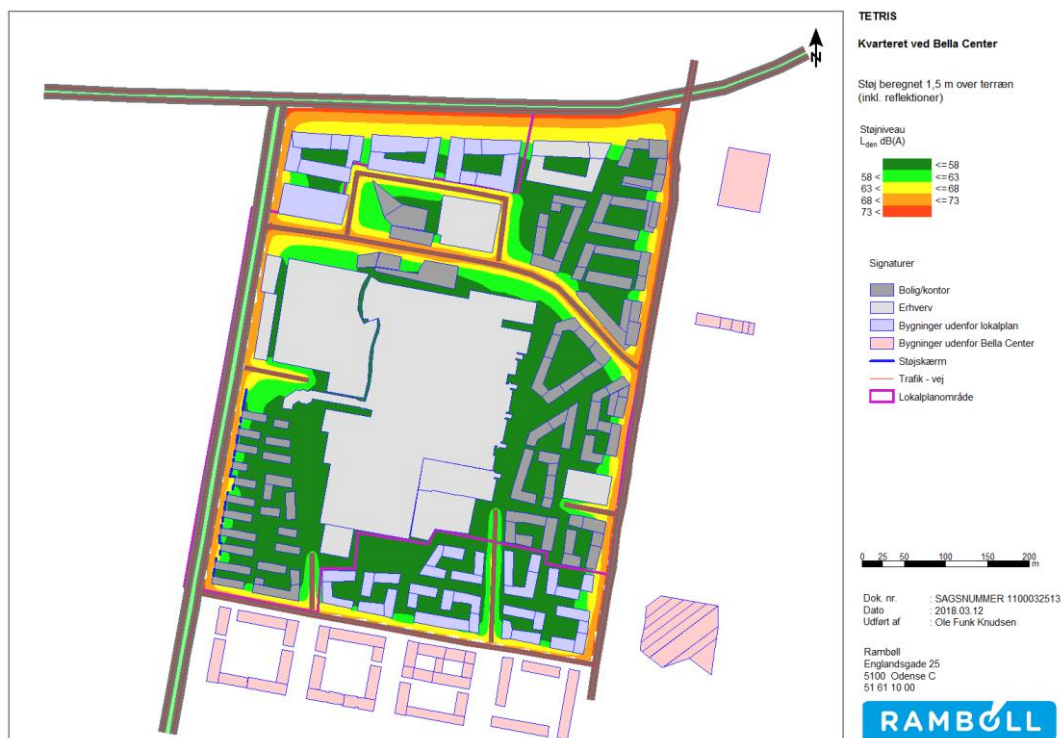 N
TETRIS
Kvarteret ved Bella Center
Støj beregnet 1,5 m over terræn
(inkl. reflektioner)
Støjniveau
Lden dB(A)
<= 58
58 < <= 63
63 < <= 68
68 < <= 73
73 <
Signaturer
Bolig/kontor
Erhverv
Bygninger udenfor lokalplan
Bygninger udenfor Bella Center
Støjskærm
Trafik - vej
Lokalplanområde
0 25 50 100 150 200
m
Dok. nr. : SAGSNUMMER 1100032513
Dato : 2018.03.12
Udført af : Ole Funk Knudsen
Rambøll
Englandsgade 25
5100 Odense C
51 61 10 00
RAMBOLL